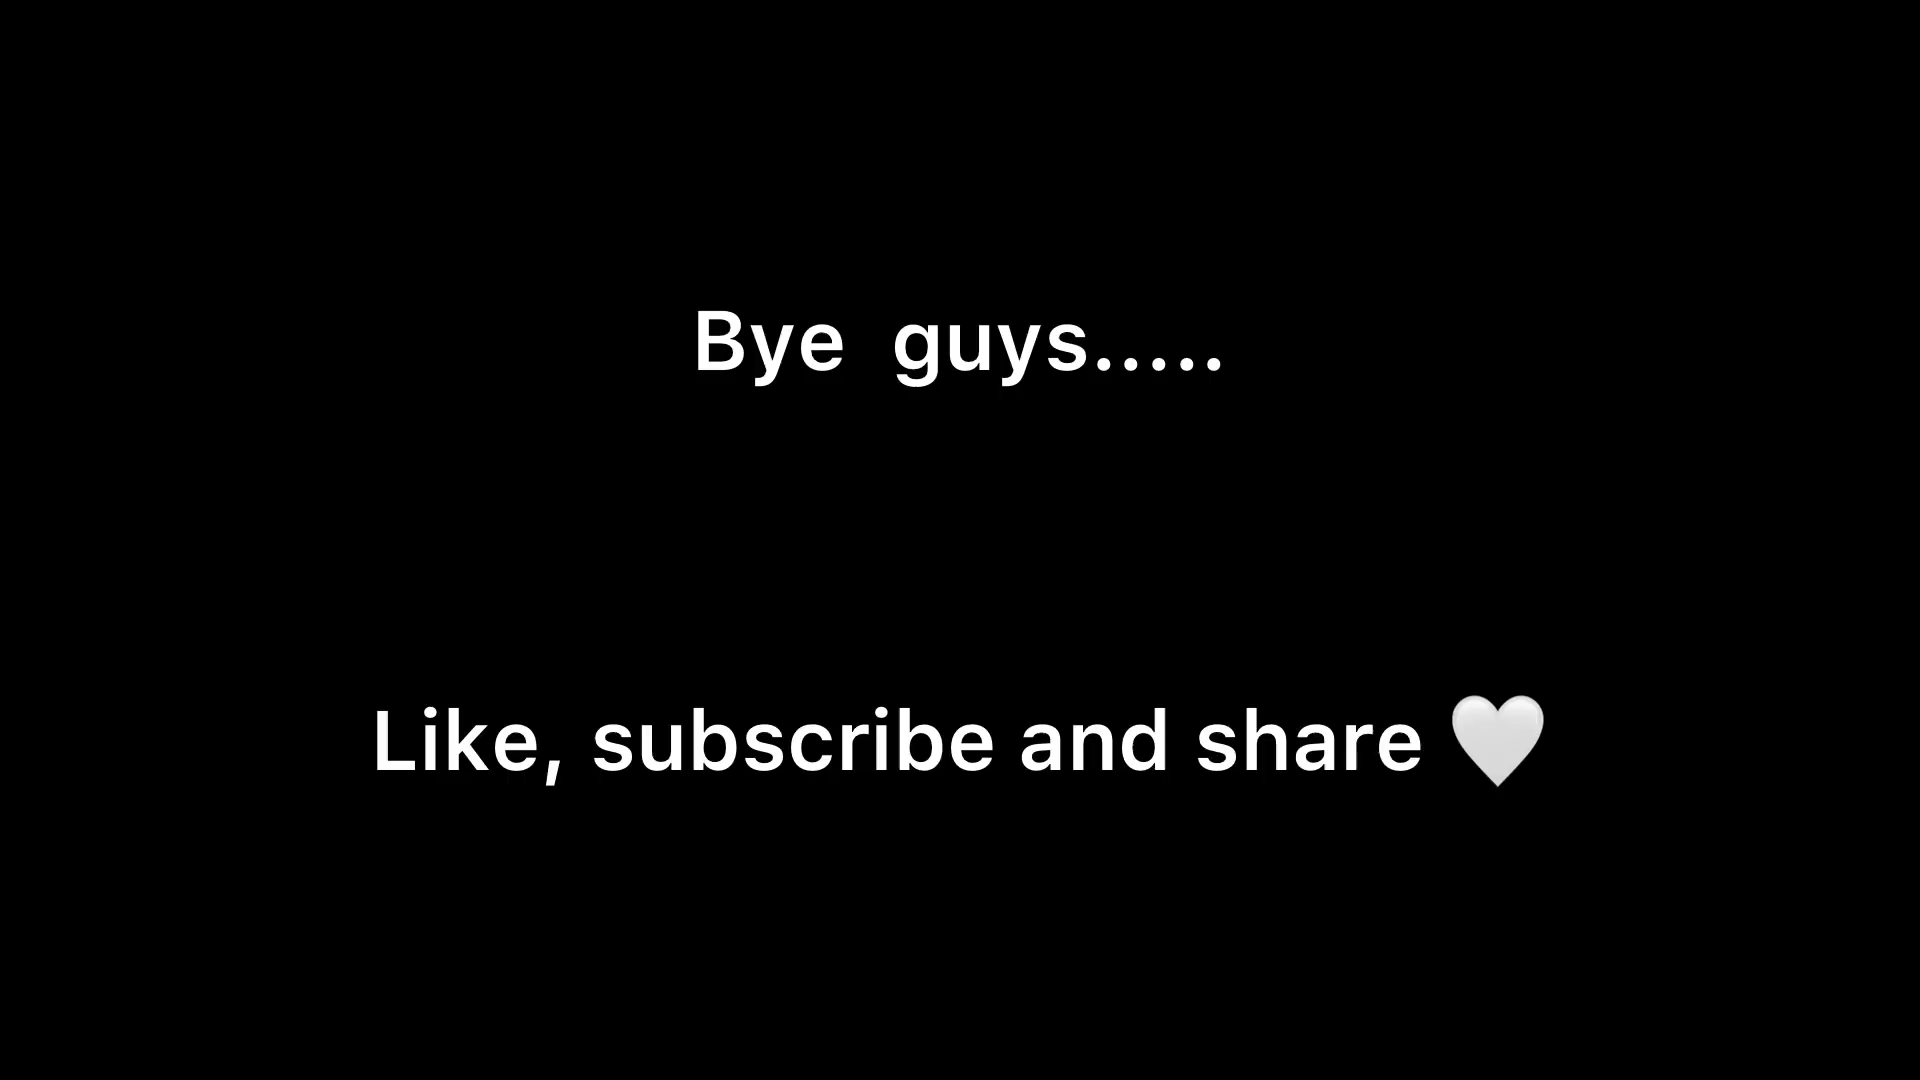 Bye  guys.....
Like, subscribe and share 🤍